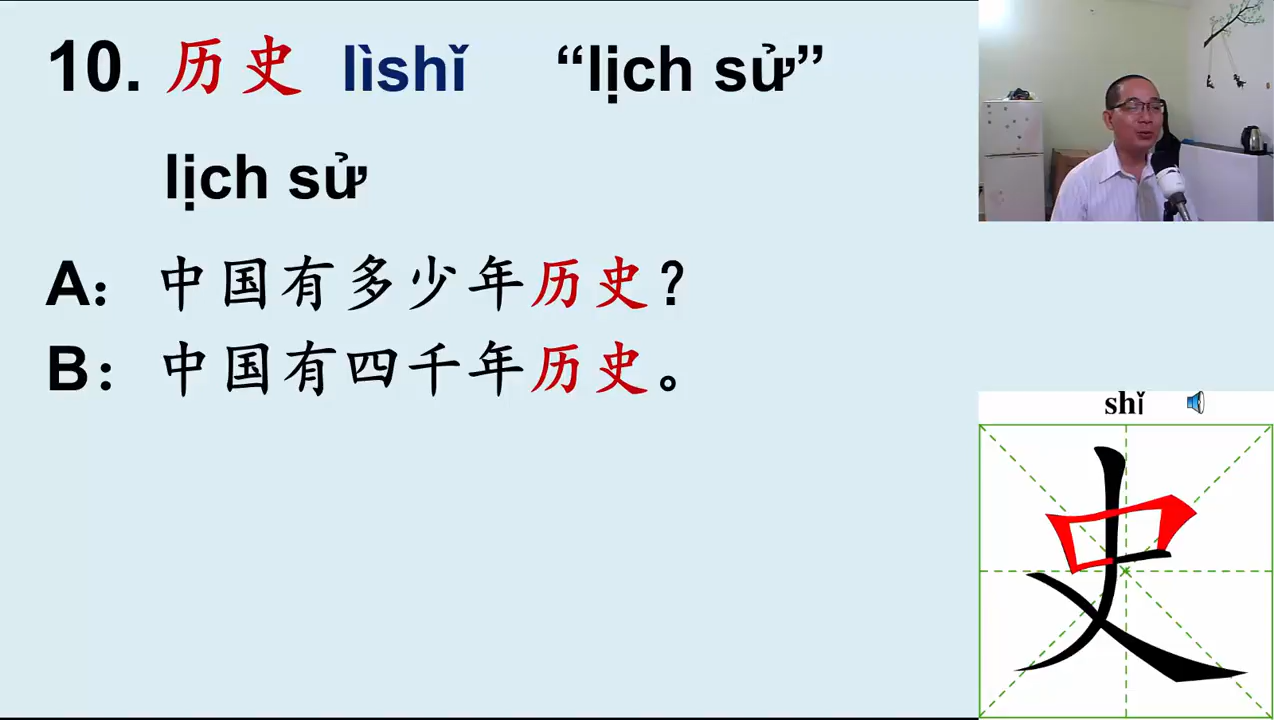 10. 历史 lìshǐ “lịch sử”
lịch sử
A：中国有多少年历史？
B：中国有四千年历史。
shǐ
史